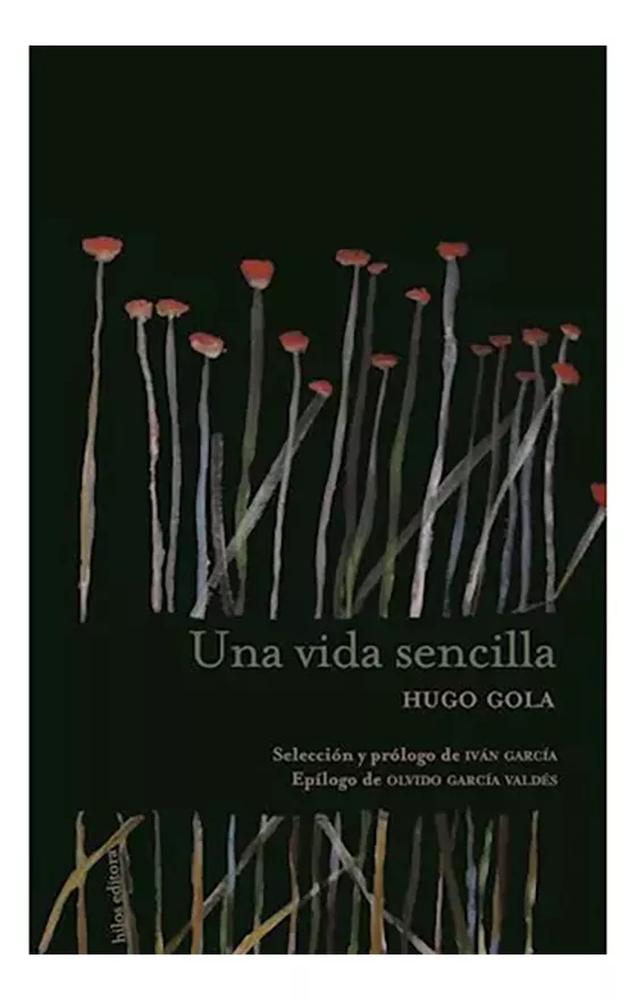 Una vida sencilla
HUGO GOLA
Selección y prólogo de IVÁN GARCÍA
Epílogo de OLVIDO GARCÍA VALDÉS
hilos editora